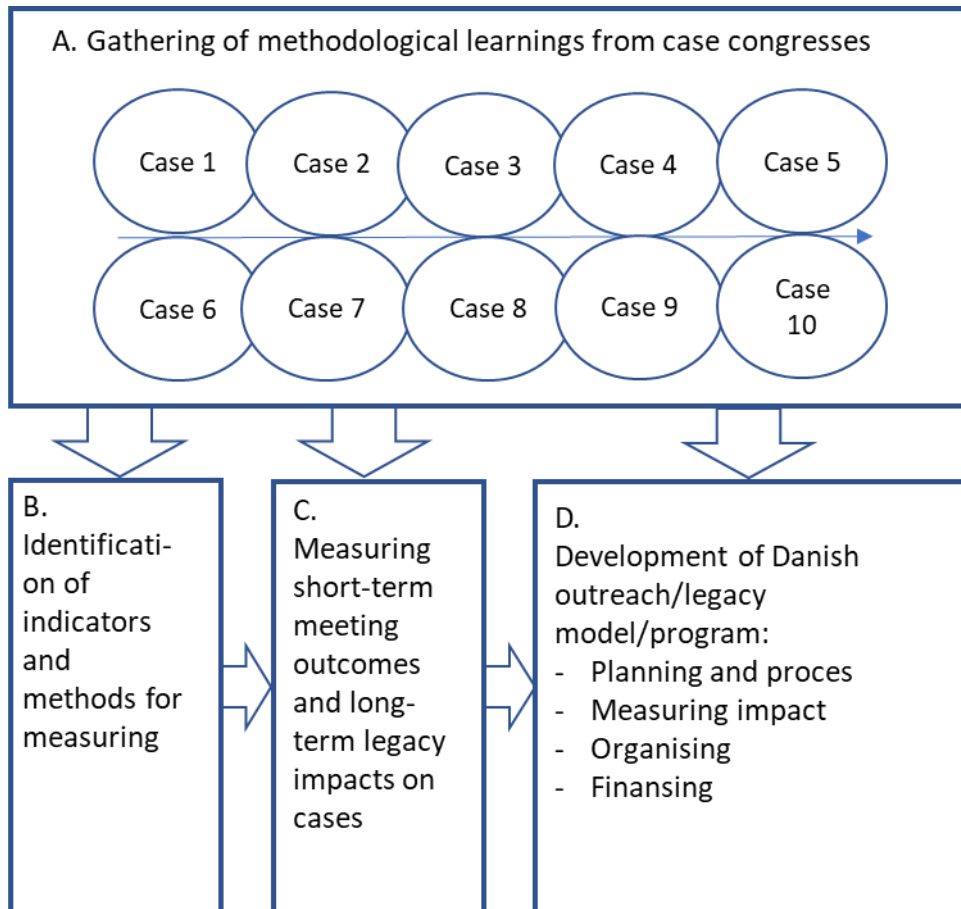 A. Gathering of methodological learnings from case congresses
Case 1
Case 2
Case 3
Case 4
Case 5
Case 6
Case 7
Case 8
Case 9
Case
10
B.
Identificati-
on of
indicators
and
methods for
measuring
C.
Measuring
short-term
meeting
outcomes
and long-
term legacy
impacts on
cases
D.
Development of Danish
outreach/legacy
model/program:
- Planning and proces
- Measuring impact
- Organising
- Finansing